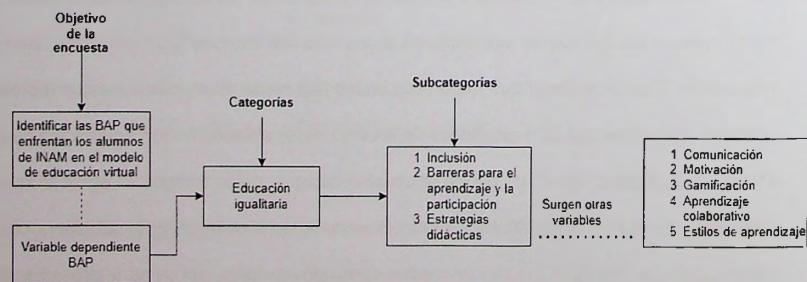 Objetivo
de la
encuesta
Identificar las BAP que
enfrentan los alumnos
de INAM en el modelo
de educación virtual
Variable dependiente
BAP
Categorías
Educación
igualitaria
Subcategorías
1 Inclusión
2 Barreras para el
aprendizaje y la
participación
3 Estrategias
didácticas
Surgen otras
variables
1 Comunicación
2 Motivación
3 Gamificación
4 Aprendizaje
colaborativo
5 Estilos de aprendizaje